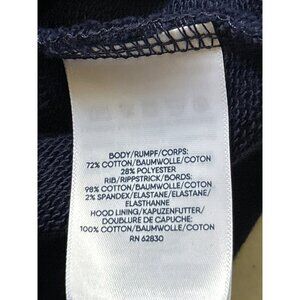 BODY/RUMPF/CORPS:
72% COTTON/BAUMWOLLE/COTON
28% POLYESTER
RIB/RIPPSTRICK/BORDS:
98% COTTON/BAUMWOLLE/COTON
2% SPANDEX/ELASTANE/ELASTAN/
ELASTHANNE
HOOD LINING/KAPUZENFUTTER/
DOUBLURE DE CAPUCHE:
100% COTTON/BAUMWOLLE/COTON
RN 62830